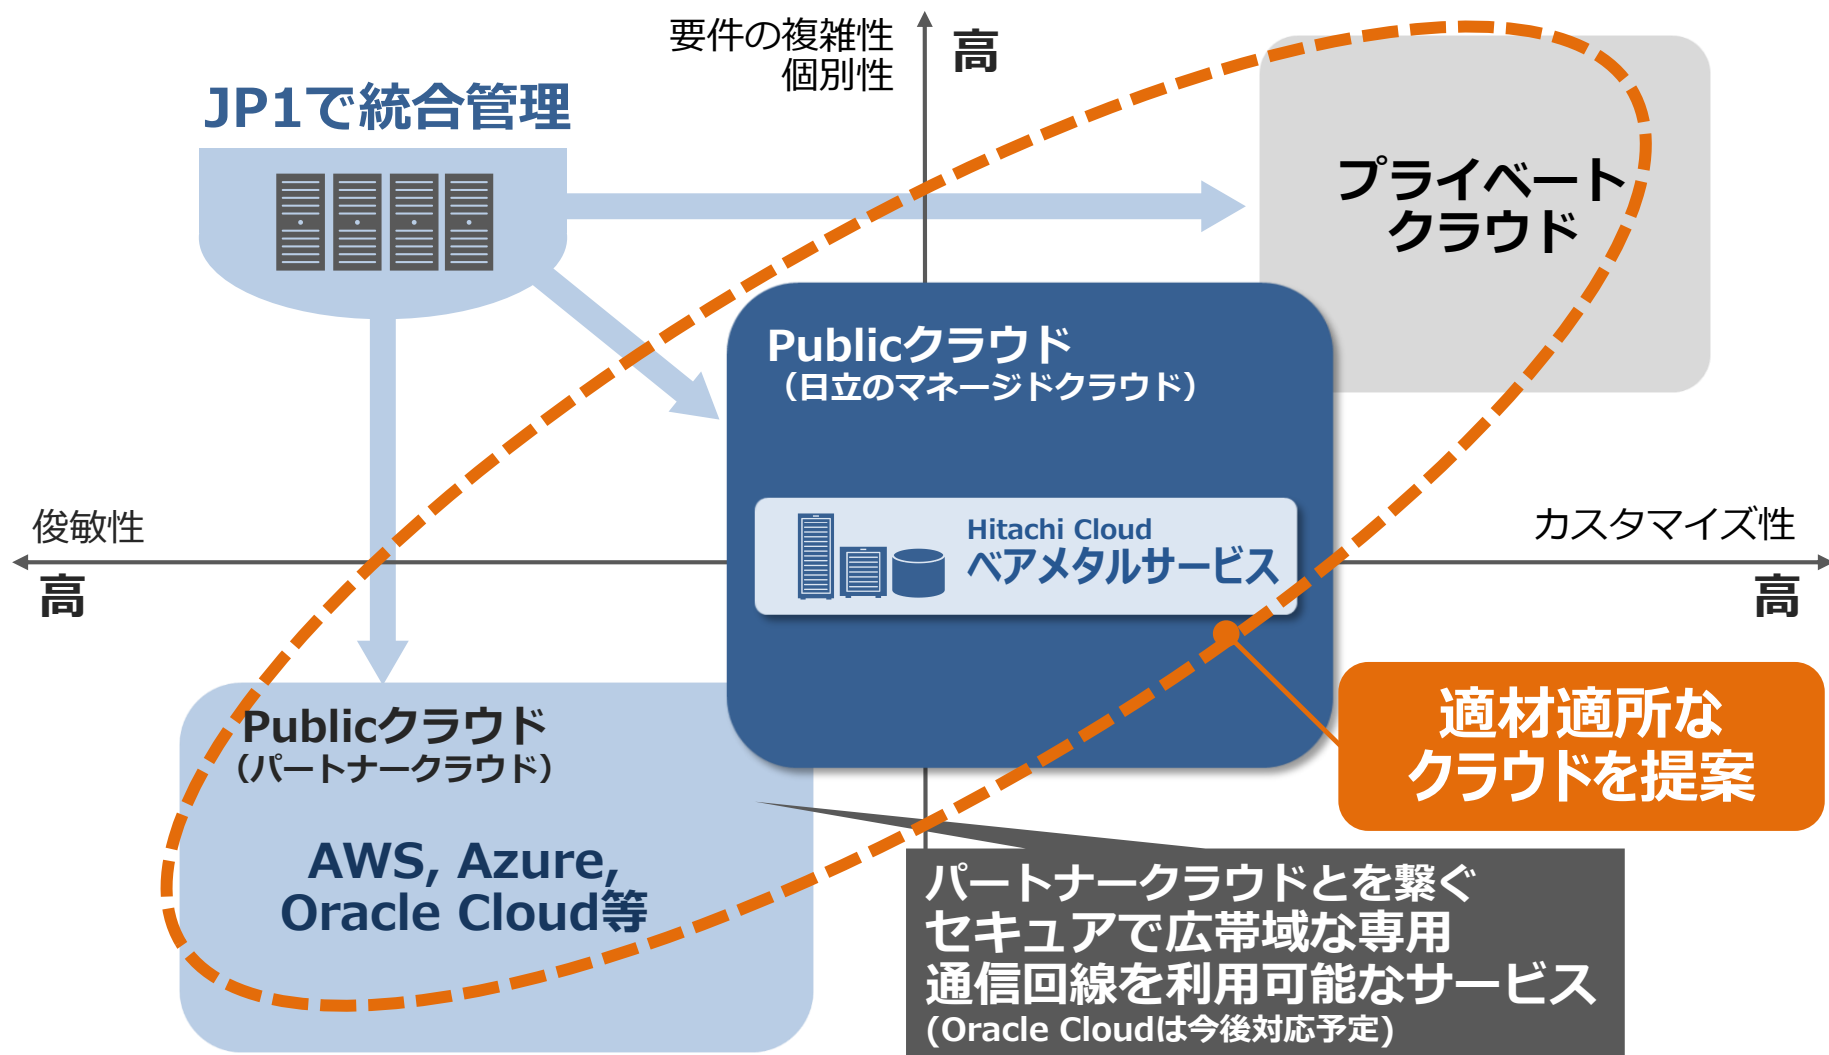 要件の複雑性
個別性
高
JP1で統合管理
プライベート
クラウド
Publicクラウド
（日立のマネージドクラウド）
俊敏性
高
Hitachi Cloud
ベアメタルサービス
カスタマイズ性
高
Publicクラウド
（パートナークラウド）
AWS, Azure,
Oracle Cloud等
適材適所な
クラウドを提案
パートナークラウドとを繋ぐ
セキュアで広帯域な専用
通信回線を利用可能なサービス
(Oracle Cloudは今後対応予定)